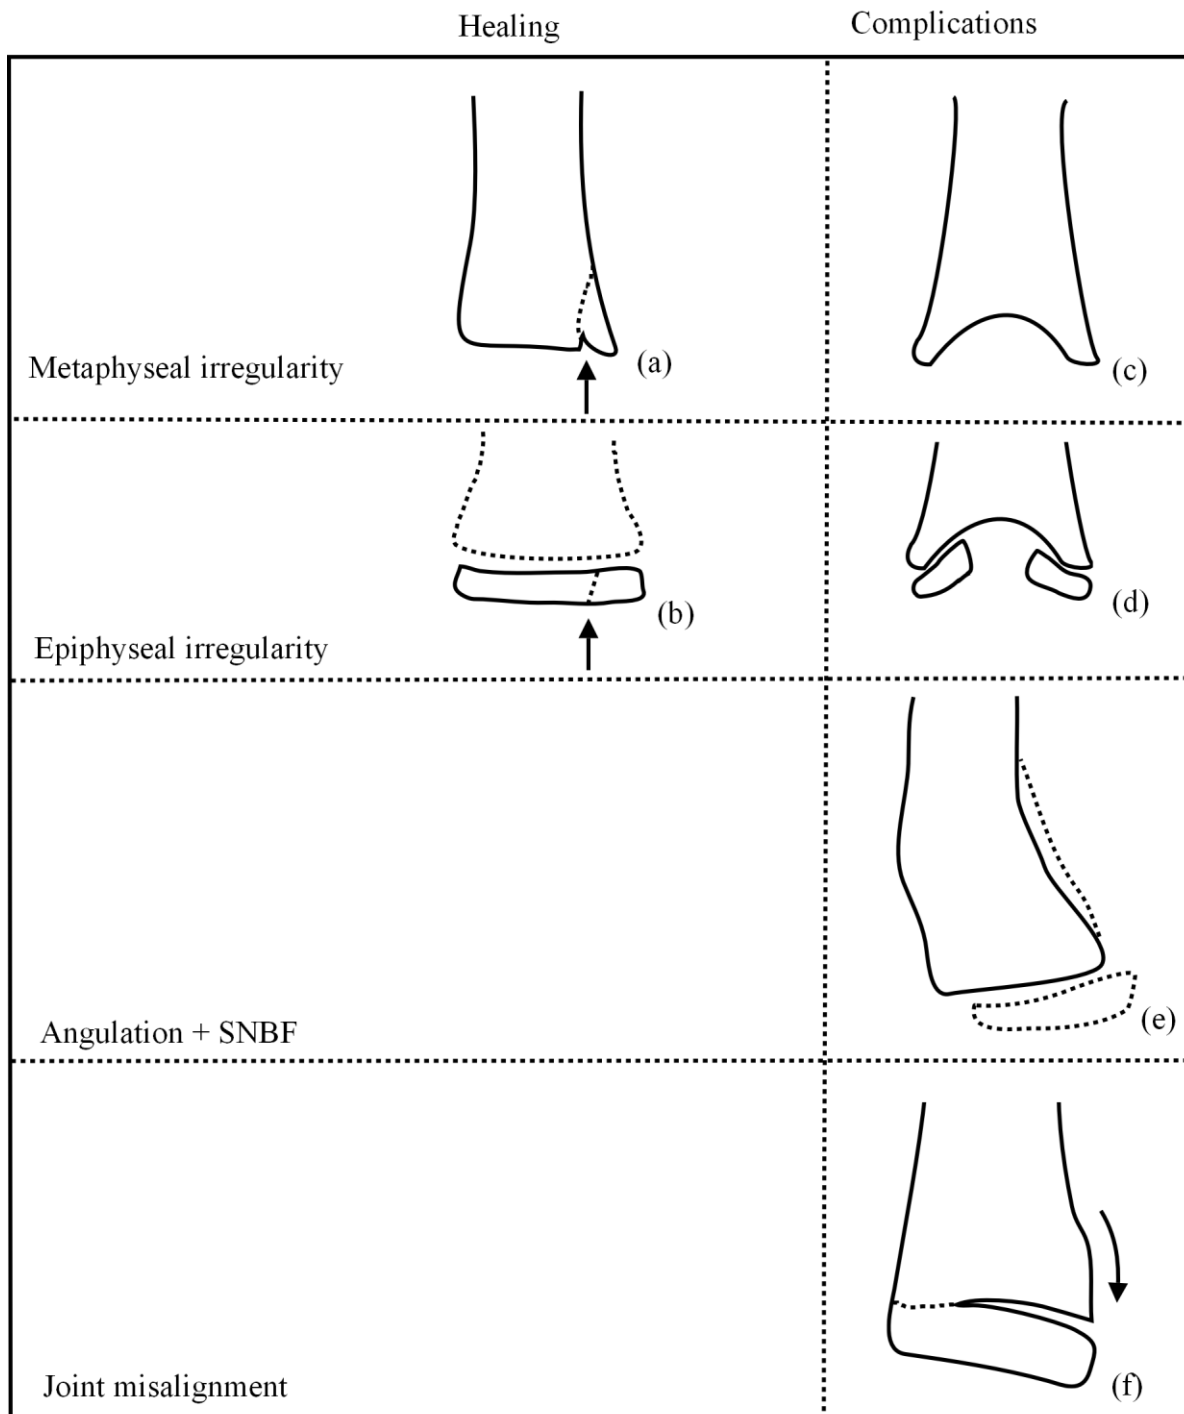 Healing
Complications
Metaphyseal irregularity
(a)
(c)
Epiphyseal irregularity
(b)
(d)
Angulation + SNBF
(e)
Joint misalignment
(f)